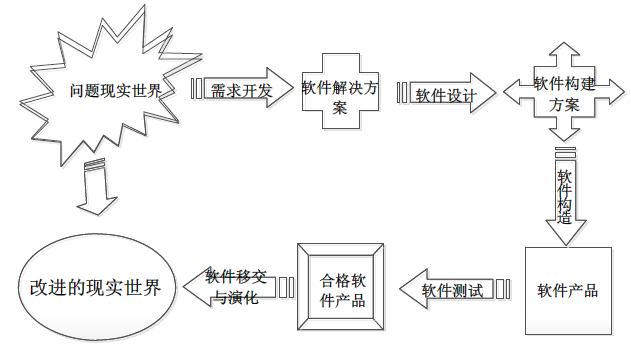 问题现实世界
需求开发
软件解决方
案
软件设计
软件构建
方案
软件构造
软件产品
软件测试
合格软
件产品
软件移交
与演化
改进的现实世界